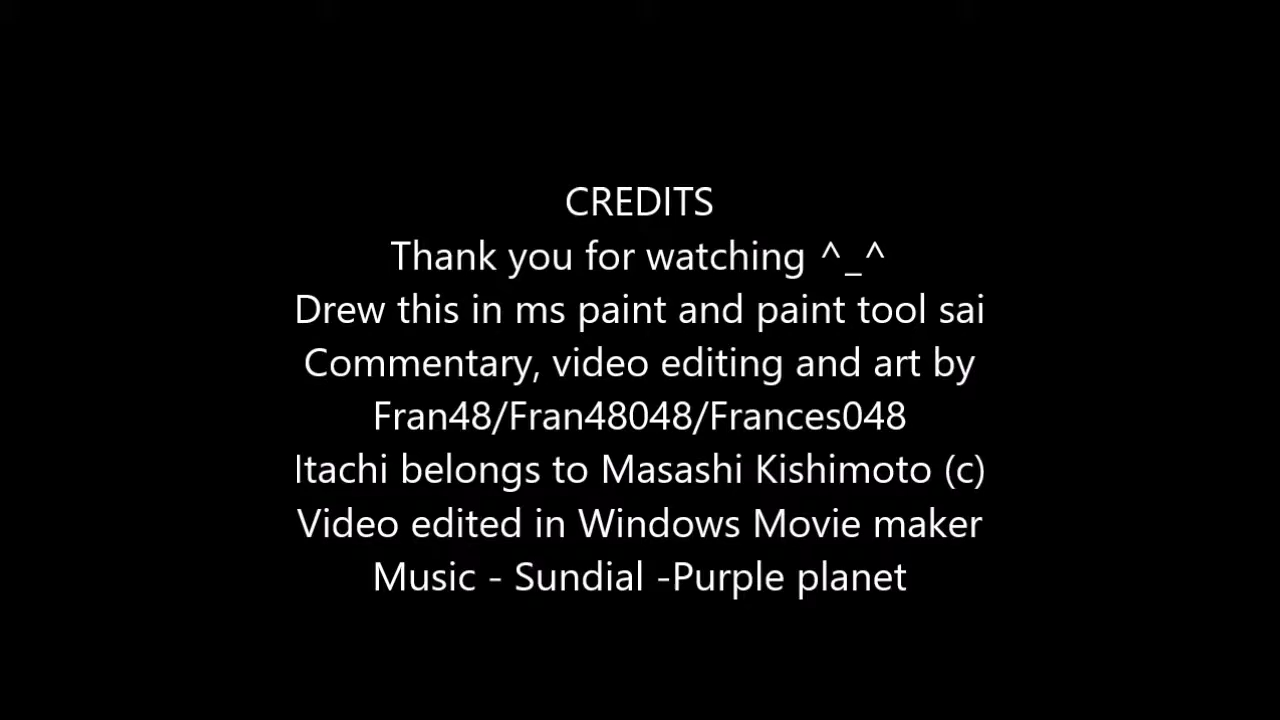 CREDITS
Thank you for watching ^_^
Drew this in ms paint and paint tool sai
Commentary, video editing and art by
Fran48/Fran48048/Frances048
Itachi belongs to Masashi Kishimoto (c)
Video edited in Windows Movie maker
Music - Sundial -Purple planet